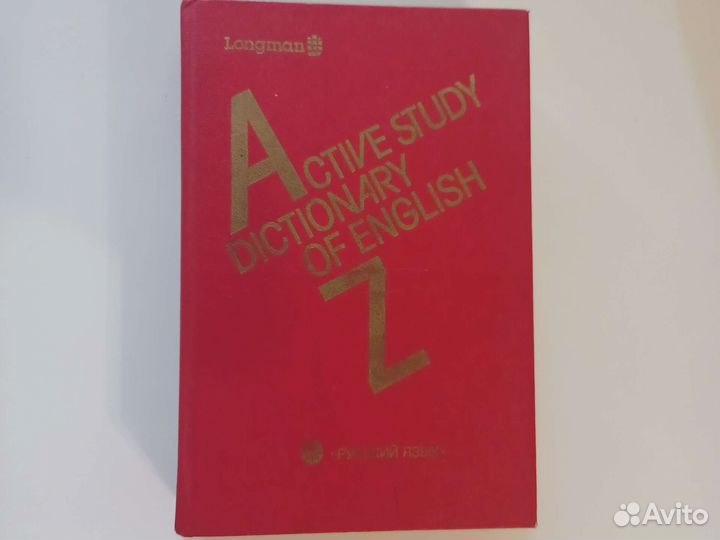 Longman
ACTIVE STUDY
DICTIONARY
OF ENGLISH
Z
«РУССКИЙ ЯЗЫК»
Avito